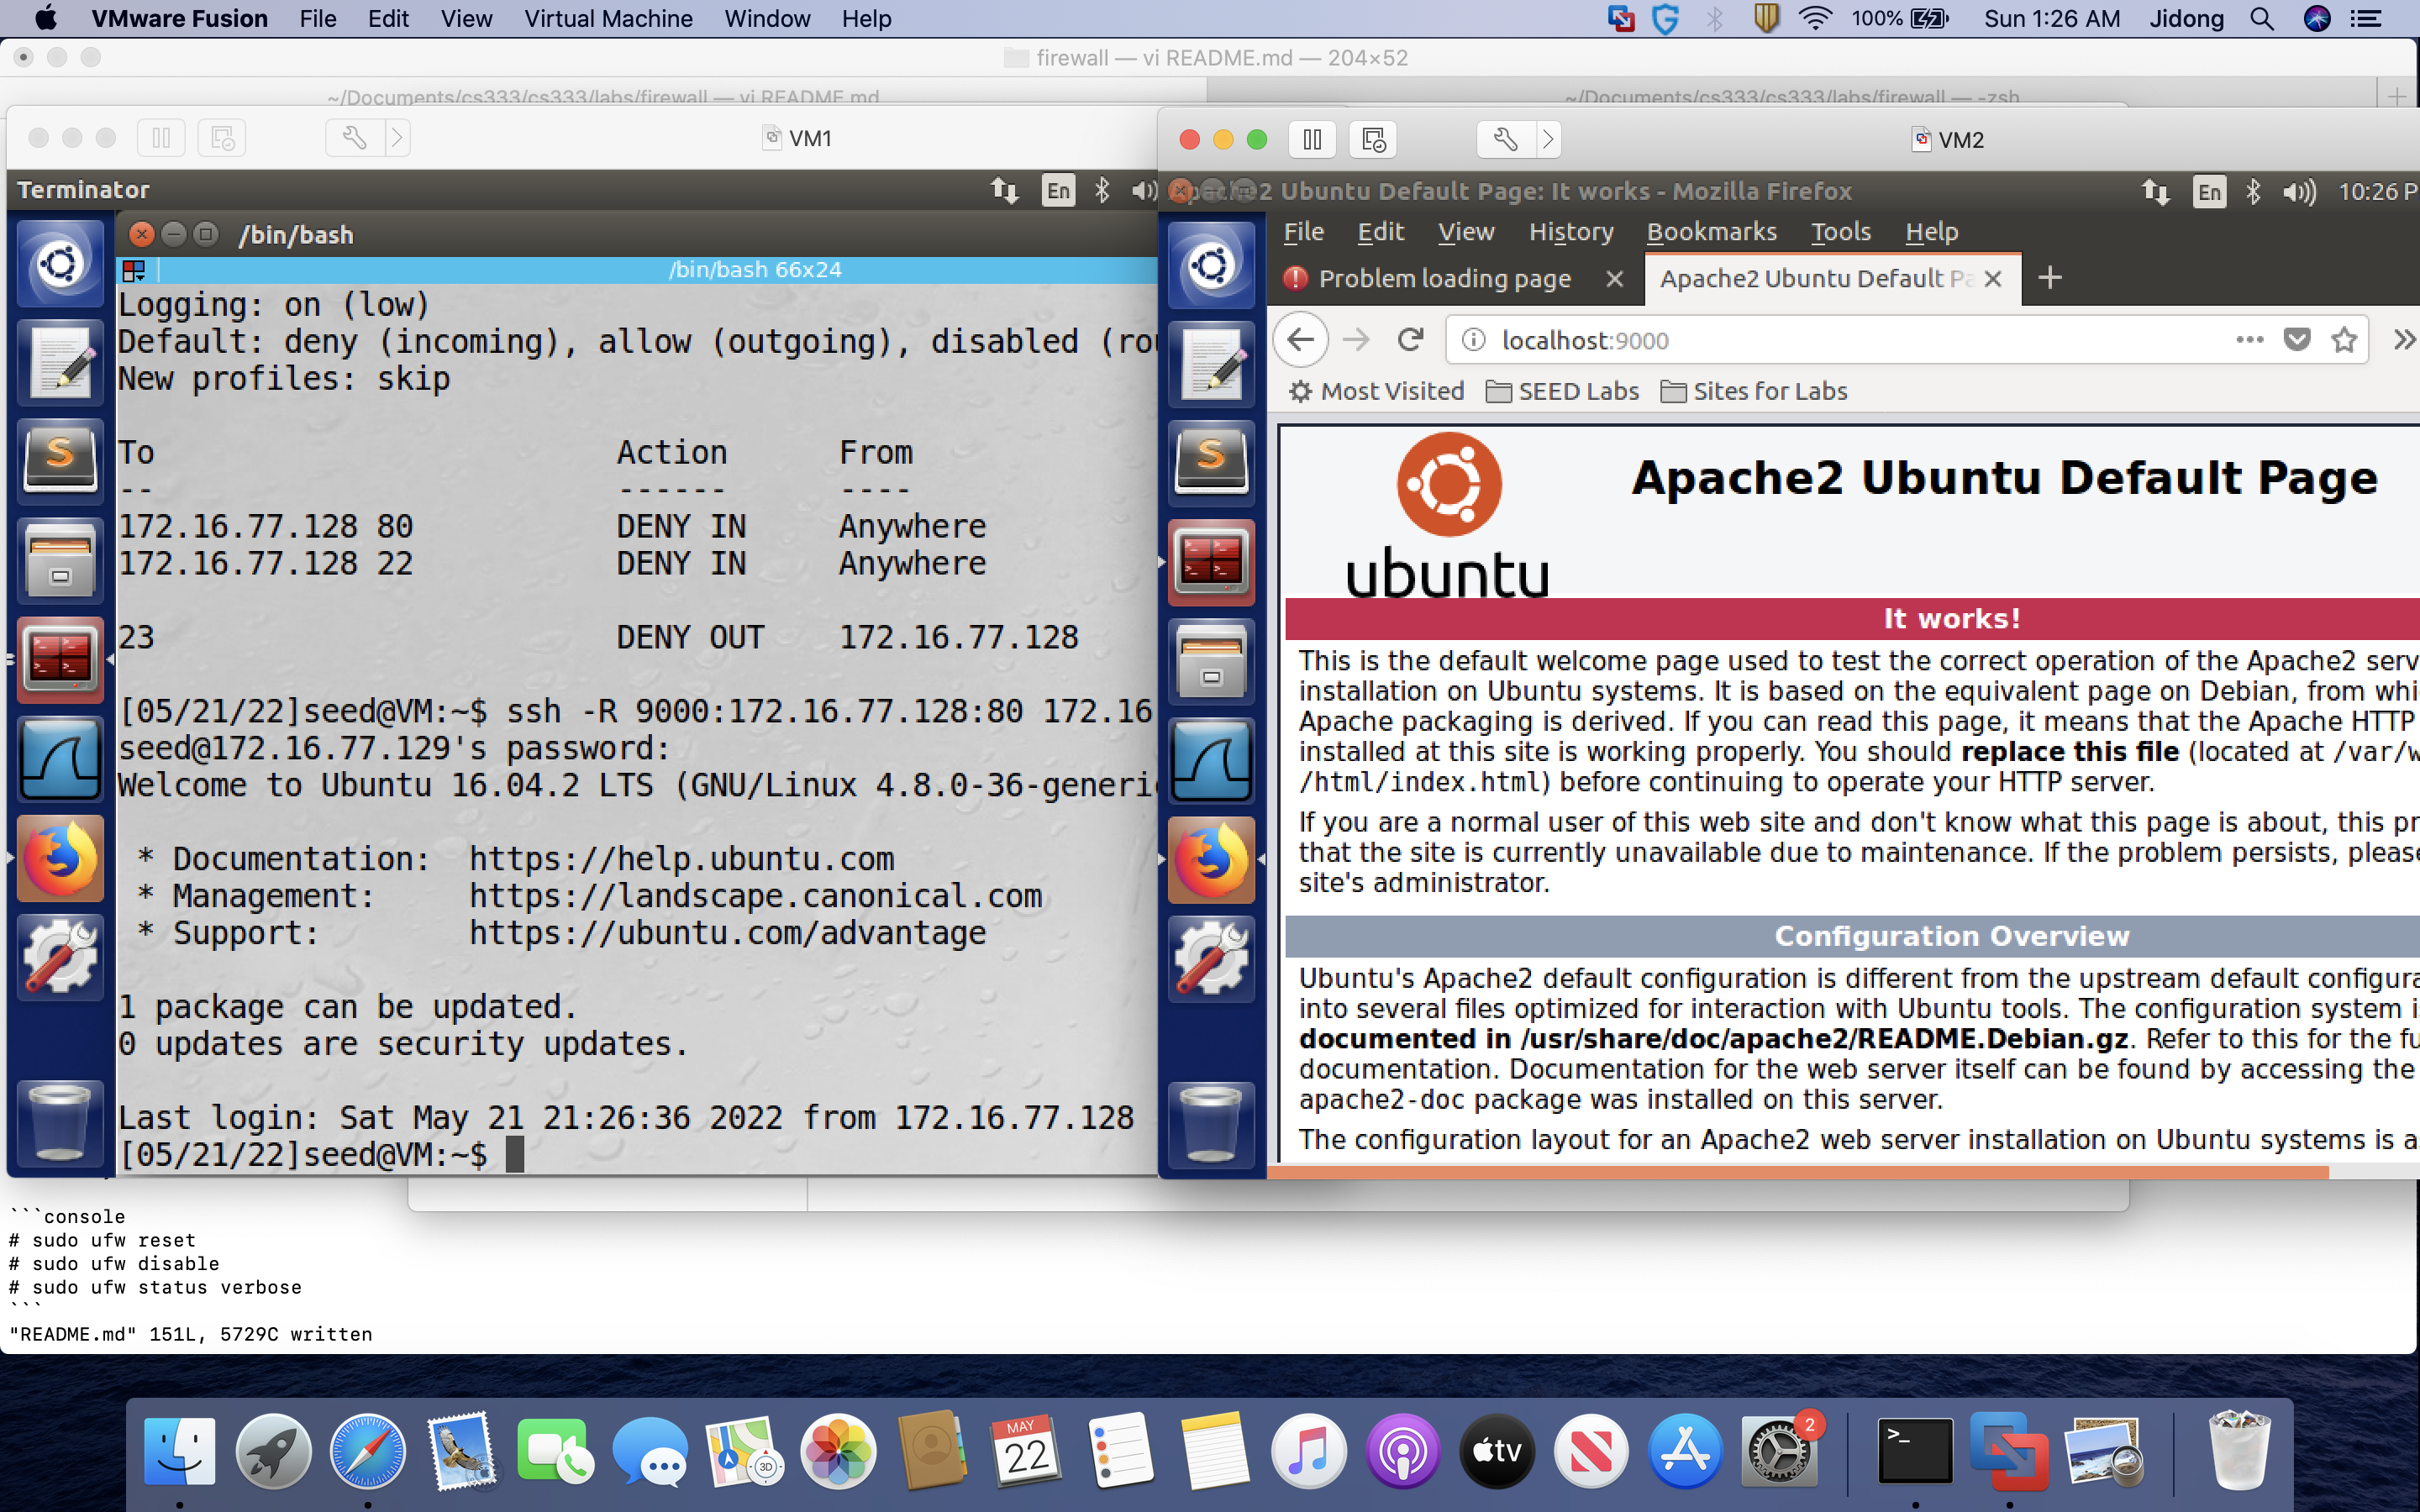 VMware Fusion File Edit View Virtual Machine Window Help 100% Sun 1:26 AM Jidong
firewall — vi README.md — 204×52
~/Documents/cs333/cs333/labs/firewall — vi README.md
~/Documents/cs333/cs333/labs/firewall — -zsh
VM1
Terminator
En
/bin/bash
/bin/bash 66x24
Logging: on (low)
Default: deny (incoming), allow (outgoing), disabled (rou
New profiles: skip
To Action From
-- ------ ----
172.16.77.128 80 DENY IN Anywhere
172.16.77.128 22 DENY IN Anywhere
23 DENY OUT 172.16.77.128
[05/21/22]seed@VM:~$ ssh -R 9000:172.16.77.128:80 172.16
seed@172.16.77.129's password:
Welcome to Ubuntu 16.04.2 LTS (GNU/Linux 4.8.0-36-generic
* Documentation: https://help.ubuntu.com
* Management: https://landscape.canonical.com
* Support: https://ubuntu.com/advantage
1 package can be updated.
0 updates are security updates.
Last login: Sat May 21 21:26:36 2022 from 172.16.77.128
[05/21/22]seed@VM:~$
VM2
Apache2 Ubuntu Default Page: It works - Mozilla Firefox
En
10:26 P
File Edit View History Bookmarks Tools Help
Problem loading page
Apache2 Ubuntu Default Pa
localhost:9000
Most Visited SEED Labs Sites for Labs
ubuntu
Apache2 Ubuntu Default Page
It works!
This is the default welcome page used to test the correct operation of the Apache2 serv
installation on Ubuntu systems. It is based on the equivalent page on Debian, from whi
Apache packaging is derived. If you can read this page, it means that the Apache HTTP
installed at this site is working properly. You should replace this file (located at /var/w
/html/index.html) before continuing to operate your HTTP server.
If you are a normal user of this web site and don't know what this page is about, this pr
that the site is currently unavailable due to maintenance. If the problem persists, please
site's administrator.
Configuration Overview
Ubuntu's Apache2 default configuration is different from the upstream default configura
into several files optimized for interaction with Ubuntu tools. The configuration system i
documented in /usr/share/doc/apache2/README.Debian.gz. Refer to this for the fu
documentation. Documentation for the web server itself can be found by accessing the
apache2-doc package was installed on this server.
The configuration layout for an Apache2 web server installation on Ubuntu systems is a
```console
# sudo ufw reset
# sudo ufw disable
# sudo ufw status verbose
```
"README.md" 151L, 5729C written
3D
MAY
22
tv
2
>_